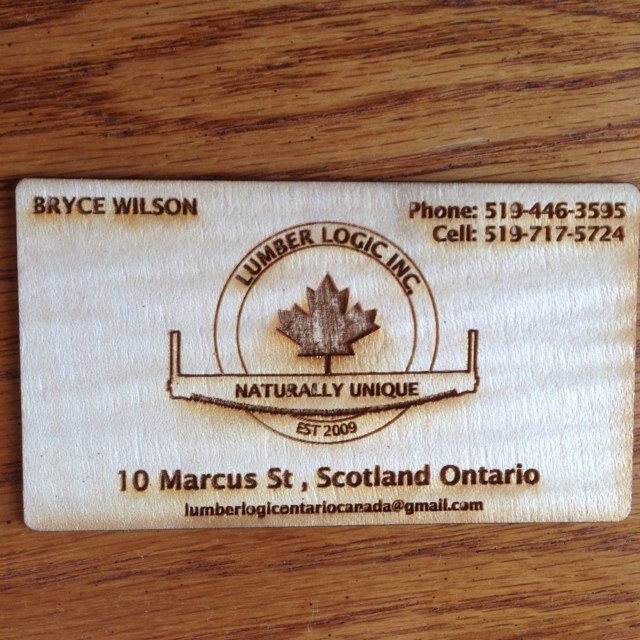 BRYCE WILSON
Phone: 519-446-3595
Cell: 519-717-5724
LUMBER LOGIC INC.
NATURALLY UNIQUE
EST 2009
10 Marcus St , Scotland Ontario
lumberlogicontariocanada@gmail.com